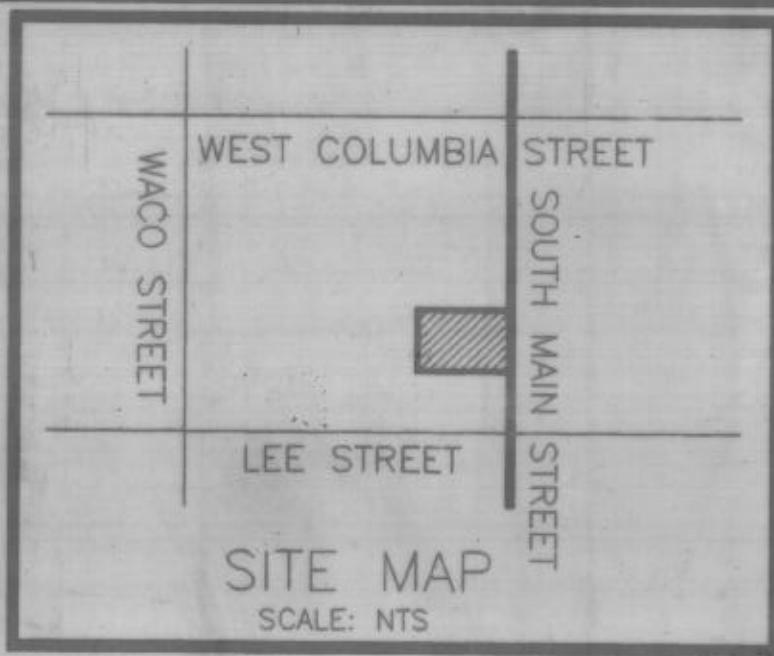 WEST COLUMBIA STREET
WACO STREET
SOUTH MAIN STREET
LEE STREET
SITE MAP
SCALE: NTS